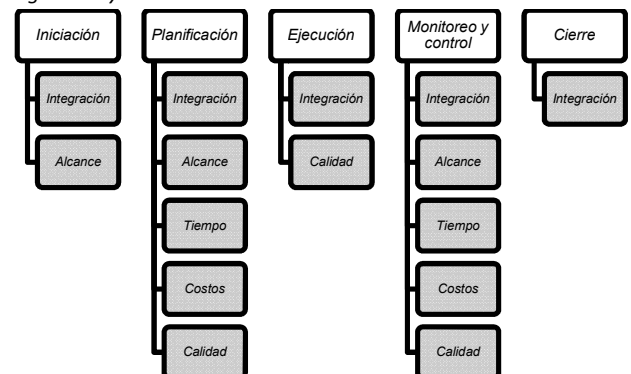 Iniciación
Integración
Alcance
Planificación
Integración
Alcance
Tiempo
Costos
Calidad
Ejecución
Integración
Calidad
Monitoreo y
control
Integración
Alcance
Tiempo
Costos
Calidad
Cierre
Integración